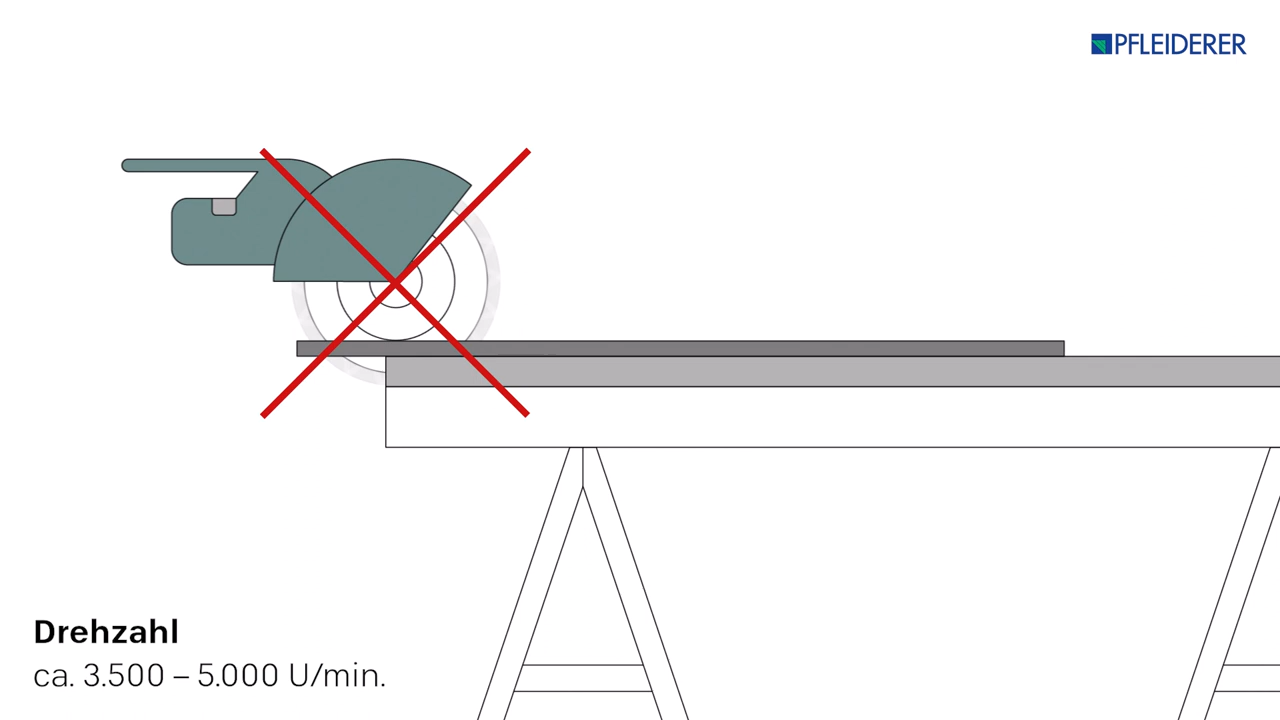 PFLEIDERER
Drehzahl
ca. 3.500 – 5.000 U/min.